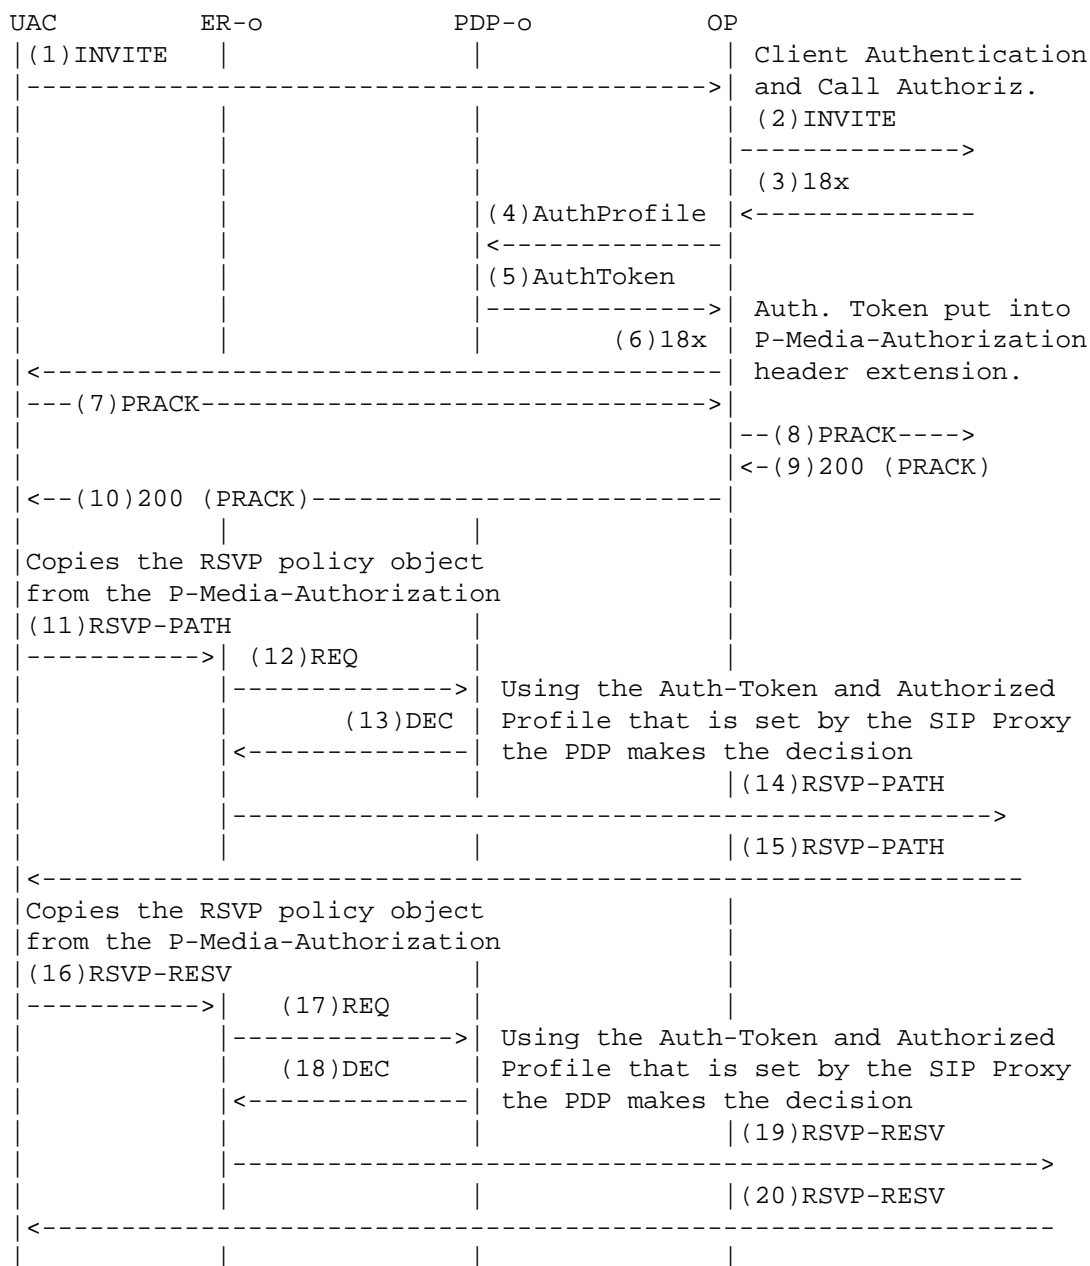 UAC ER-o PDP-o OP
(1)INVITE Client Authentication
and Call Authoriz.
(2)INVITE
(3)18x
(4)AuthProfile
(5)AuthToken
Auth. Token put into
(6)18x P-Media-Authorization
header extension.
(7)PRACK
(8)PRACK
(9)200 (PRACK)
(10)200 (PRACK)
Copies the RSVP policy object
from the P-Media-Authorization
(11)RSVP-PATH
(12)REQ
Using the Auth-Token and Authorized
(13)DEC Profile that is set by the SIP Proxy
the PDP makes the decision
(14)RSVP-PATH
(15)RSVP-PATH
Copies the RSVP policy object
from the P-Media-Authorization
(16)RSVP-RESV
(17)REQ
Using the Auth-Token and Authorized
(18)DEC Profile that is set by the SIP Proxy
the PDP makes the decision
(19)RSVP-RESV
(20)RSVP-RESV